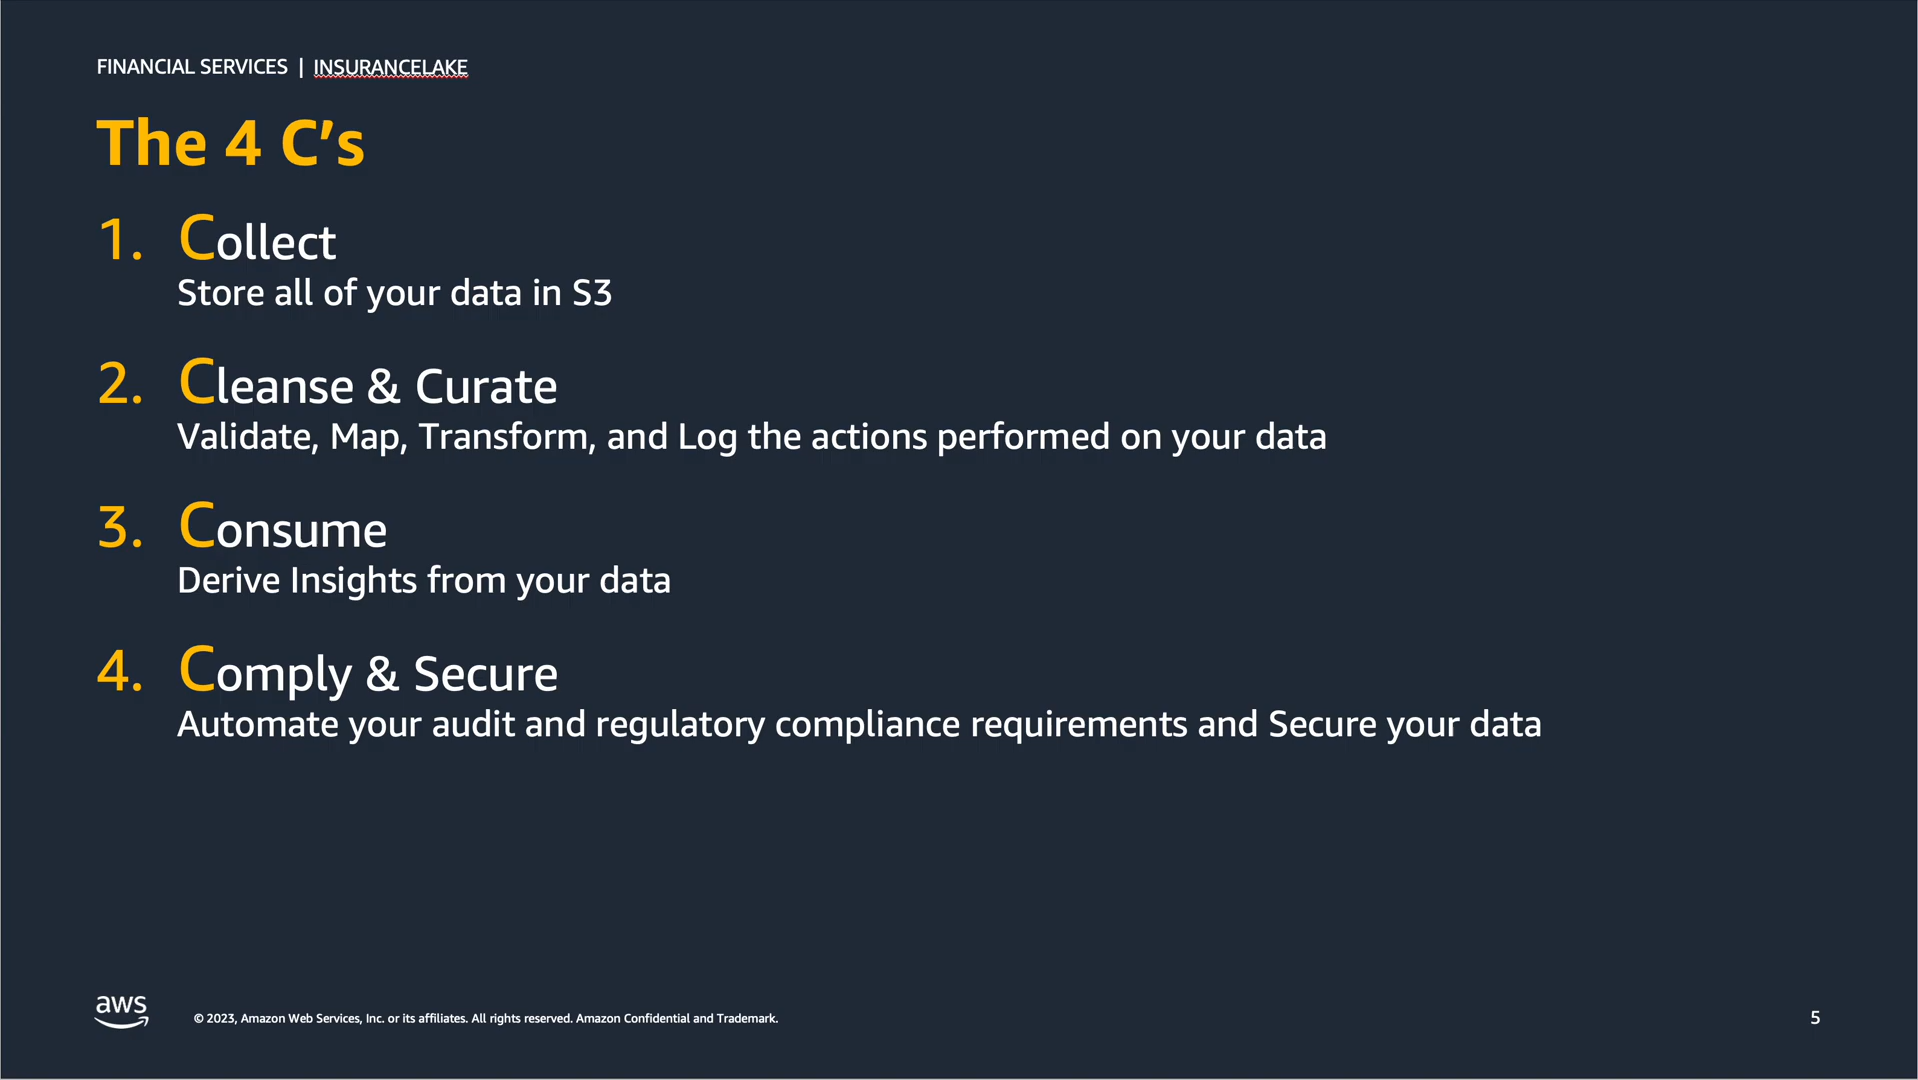 FINANCIAL SERVICES | INSURANCELAKE
The 4 C’s
1. Collect
Store all of your data in S3
2. Cleanse & Curate
Validate, Map, Transform, and Log the actions performed on your data
3. Consume
Derive Insights from your data
4. Comply & Secure
Automate your audit and regulatory compliance requirements and Secure your data
aws
© 2023, Amazon Web Services, Inc. or its affiliates. All rights reserved. Amazon Confidential and Trademark.
5